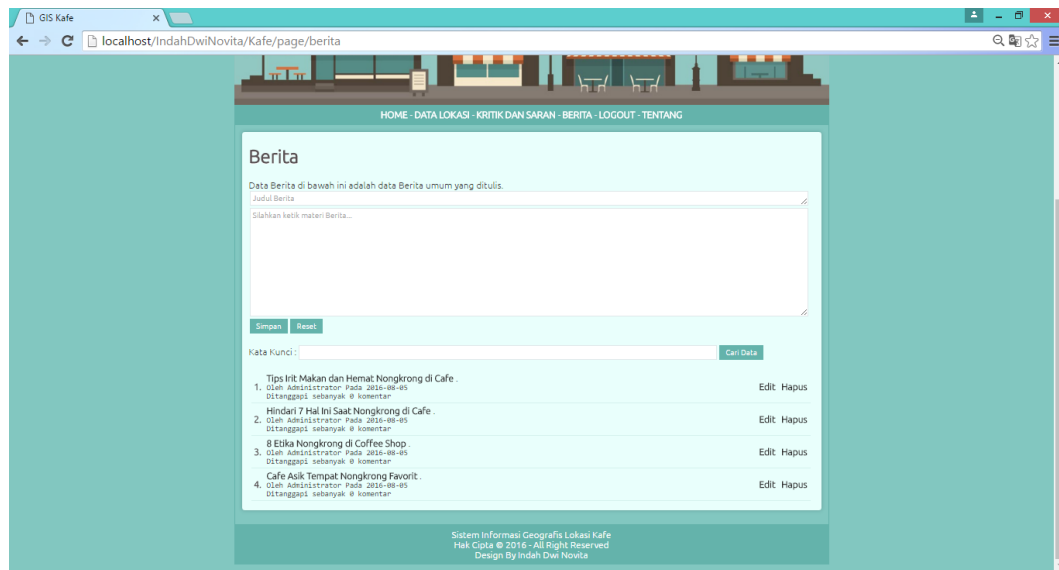 GIS Kafe
localhost/IndahDwiNovita/Kafe/page/berita
HOME - DATA LOKASI - KRITIK DAN SARAN - BERITA - LOGOUT - TENTANG
Berita
Data Berita di bawah ini adalah data Berita umum yang ditulis.
Judul Berita
Silahkan ketik materi Berita...
Simpan Reset
Kata Kunci : Cari Data
Tips Irit Makan dan Hemat Nongkrong di Cafe .
1. Oleh Administrator Pada 2016-08-05 Edit Hapus
Ditanggapi sebanyak 0 komentar
Hindari 7 Hal Ini Saat Nongkrong di Cafe .
2. Oleh Administrator Pada 2016-08-05 Edit Hapus
Ditanggapi sebanyak 0 komentar
8 Etika Nongkrong di Coffee Shop .
3. Oleh Administrator Pada 2016-08-05 Edit Hapus
Ditanggapi sebanyak 0 komentar
Cafe Asik Tempat Nongkrong Favorit .
4. Oleh Administrator Pada 2016-08-05 Edit Hapus
Ditanggapi sebanyak 0 komentar
Sistem Informasi Geografis Lokasi Kafe
Hak Cipta © 2016 - All Right Reserved
Design By Indah Dwi Novita